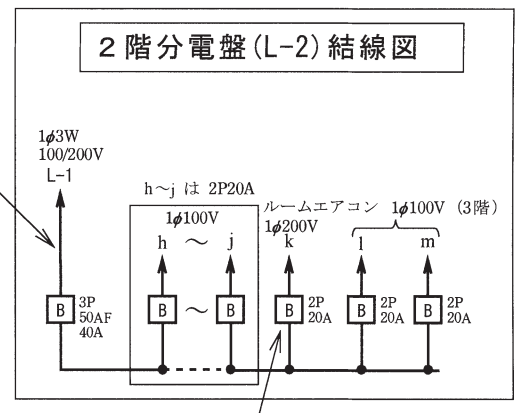 2階分電盤(L-2)結線図
1φ3W
100/200V
L-1
h～j は 2P20A
1φ100V
h ～ j
ルームエアコン
1φ200V
k
1φ100V (3階)
l
m
B
3P
50AF
40A
B ～ B
B
2P
20A
B
2P
20A
B
2P
20A